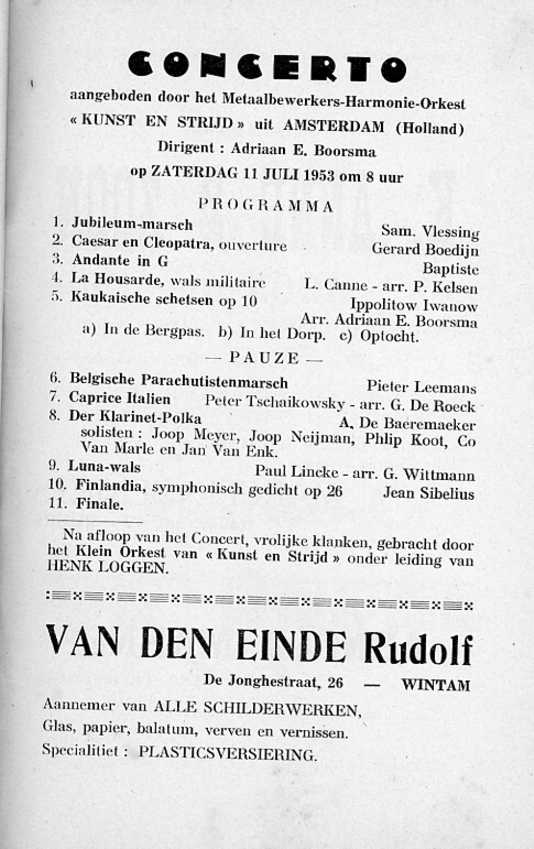 CONCERTO
aangeboden door het Metaalbewerkers-Harmonie-Orkest
« KUNST EN STRIJD » uit AMSTERDAM (Holland)
Dirigent : Adriaan E. Boorsma
op ZATERDAG 11 JULI 1953 om 8 uur
PROGRAMMA
1. Jubileum-marsch Sam. Vlessing
2. Caesar en Cleopatra, ouverture Gerard Boedijn
3. Andante in G Baptiste
4. La Housarde, wals militaire L. Canne - arr. P. Kelsen
5. Kaukaische schetsen op 10 Ippolitow Iwanow
Arr. Adriaan E. Boorsma
a) In de Bergpas. b) In het Dorp. c) Optocht.
— PAUZE —
6. Belgische Parachutistenmarsch Pieter Leemans
7. Caprice Italien Peter Tschaikowsky - arr. G. De Roeck
8. Der Klarinet-Polka A. De Baeremaeker
solisten : Joop Meyer, Joop Neijman, Phlip Koot, Co
Van Marle en Jan Van Enk.
9. Luna-wals Paul Lincke - arr. G. Wittmann
10. Finlandia, symphonisch gedicht op 26 Jean Sibelius
11. Finale.
Na afloop van het Concert, vrolijke klanken, gebracht door
het Klein Orkest van « Kunst en Strijd » onder leiding van
HENK LOGGEN.
VAN DEN EINDE Rudolf
De Jonghestraat, 26 — WINTAM
Aannemer van ALLE SCHILDERWERKEN,
Glas, papier, balatum, verven en vernissen.
Specialitiet : PLASTICSVERSIERING.